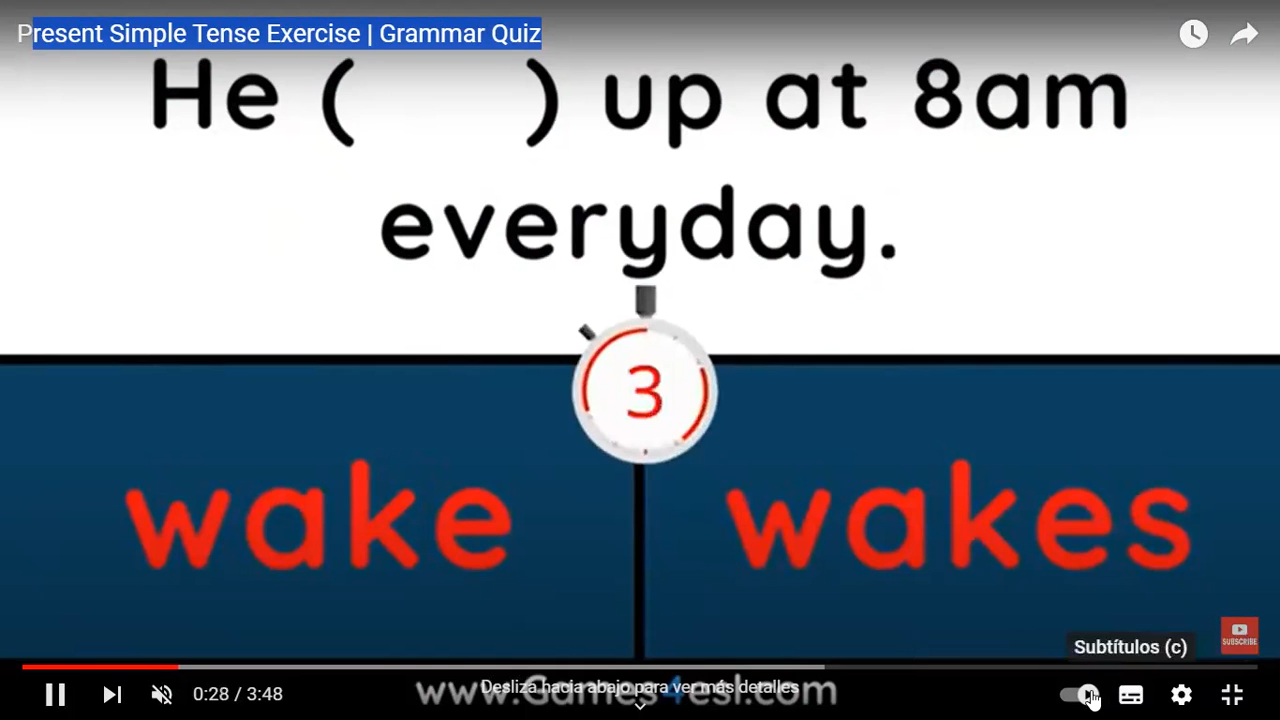 Present Simple Tense Exercise | Grammar Quiz
He (      ) up at 8am
everyday.
3
wake
wakes
SUBSCRIBE
Subtítulos (c)
0:28 / 3:48
www.Games4esl.com
Desliza hacia abajo para ver más detalles